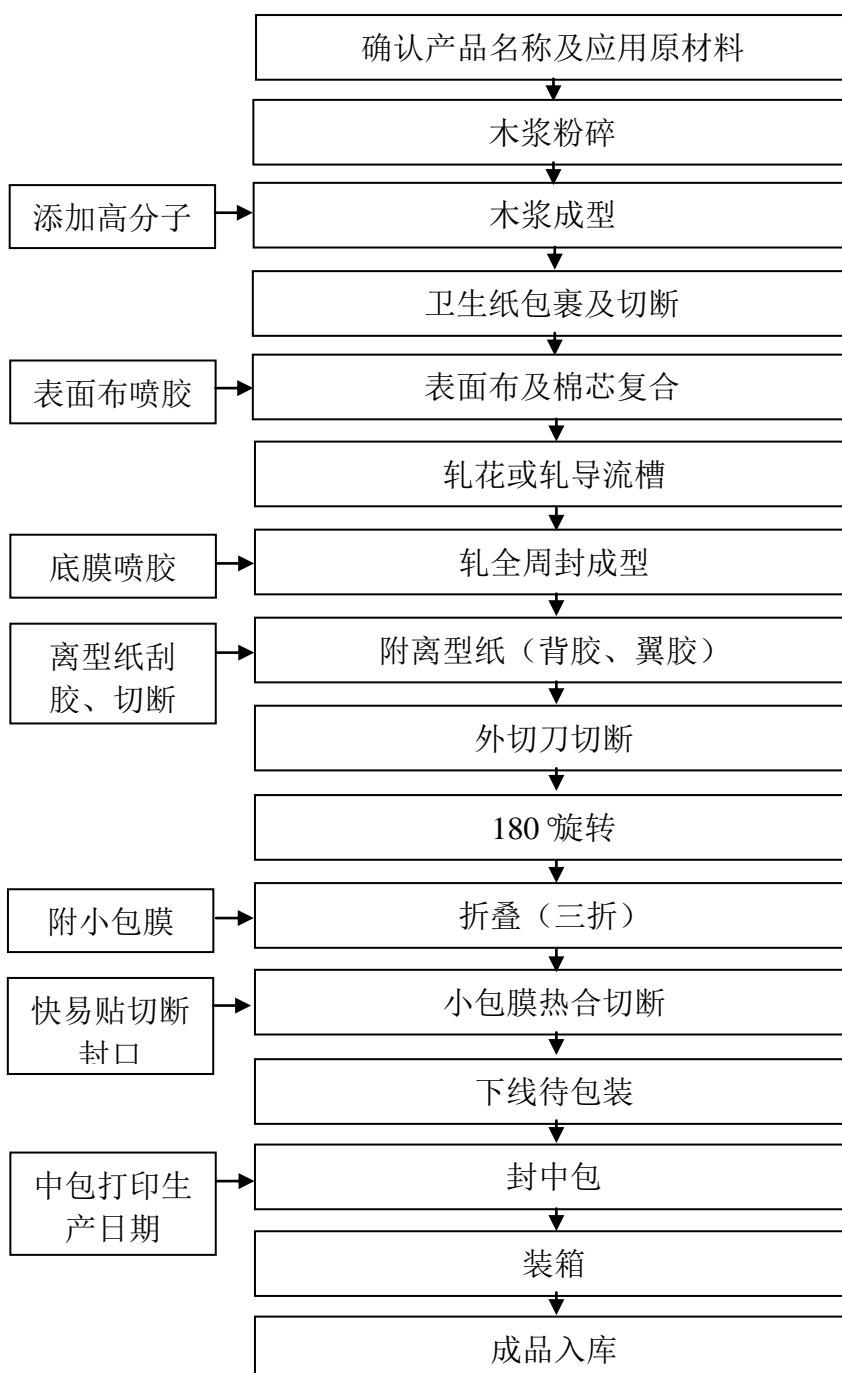 确认产品名称及应用原材料
木浆粉碎
添加高分子
木浆成型
卫生纸包裹及切断
表面布喷胶
表面布及棉芯复合
轧花或轧导流槽
底膜喷胶
轧全周封成型
离型纸刮
胶、切断
附离型纸（背胶、翼胶）
外切刀切断
180°旋转
附小包膜
折叠（三折）
快易贴切断
封口
小包膜热合切断
下线待包装
中包打印生
产日期
封中包
装箱
成品入库